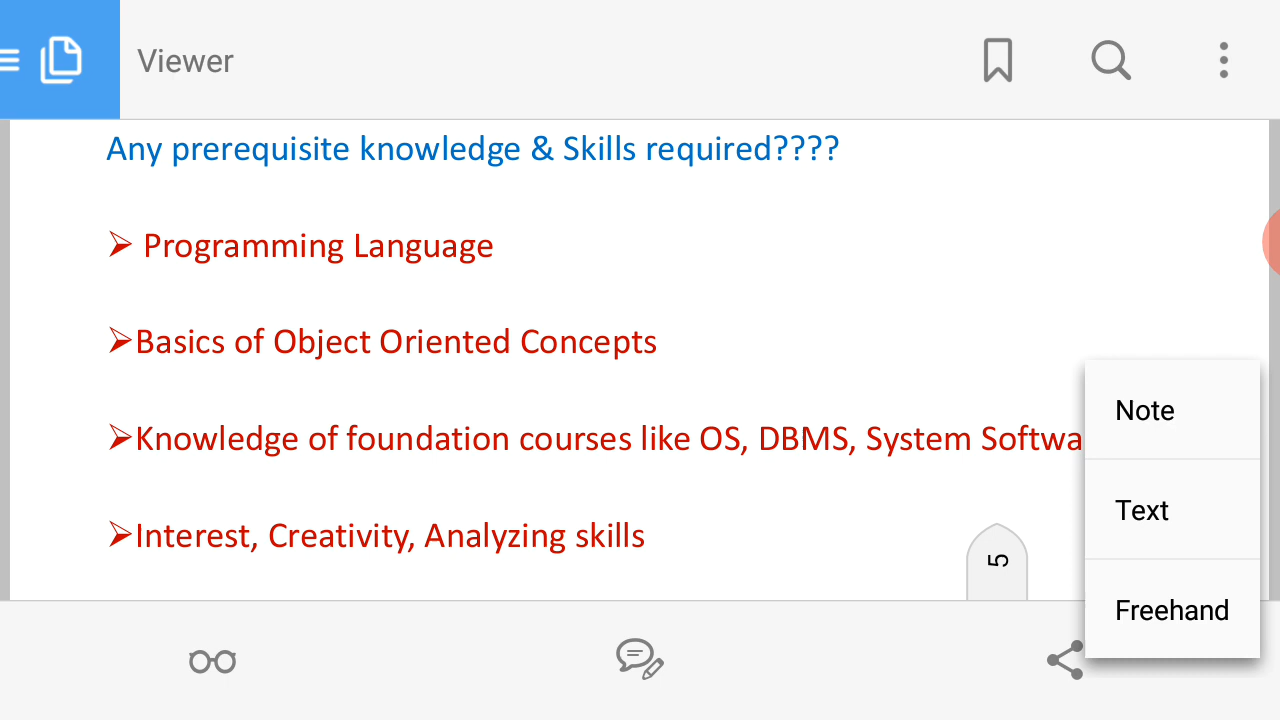 Viewer
Any prerequisite knowledge & Skills required????
➢ Programming Language
➢Basics of Object Oriented Concepts
➢Knowledge of foundation courses like OS, DBMS, System Softwa
➢Interest, Creativity, Analyzing skills
5
Note
Text
Freehand